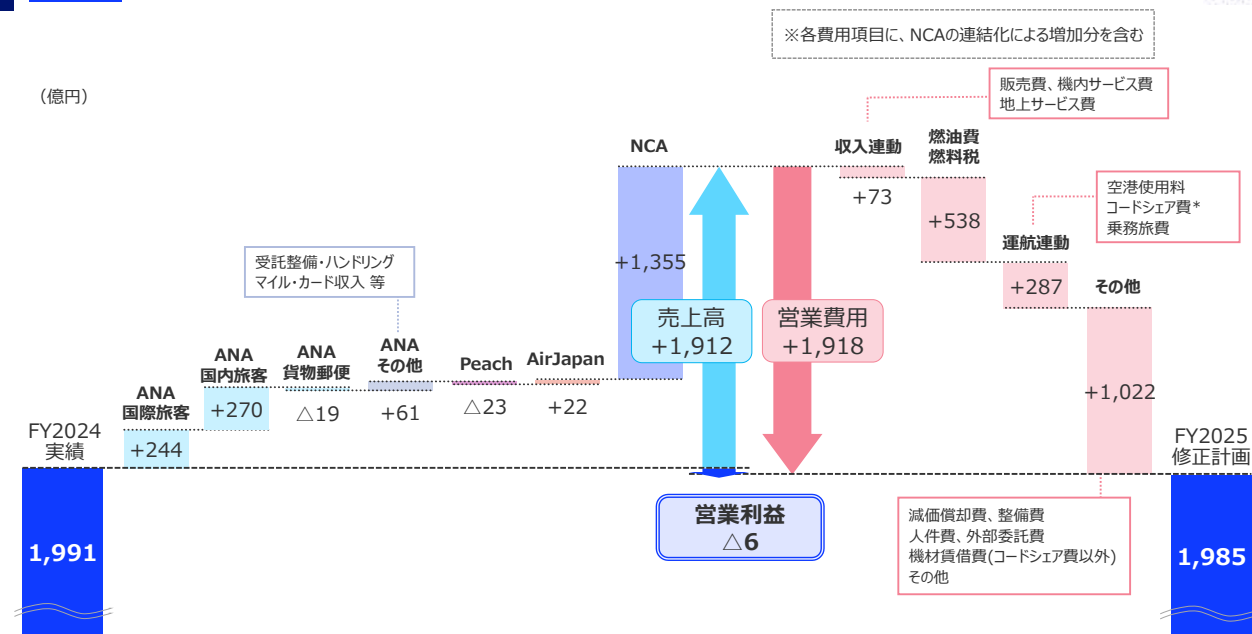 ※各費用項目に、NCAの連結化による増加分を含む
(億円)
販売費、機内サービス費
地上サービス費
NCA
収入連動
燃油費
燃料税
+73
空港使用料
コードシェア費*
乗務旅費
+538
運航連動
受託整備・ハンドリング
マイル・カード収入 等
+1,355
+287
その他
売上高
+1,912
営業費用
+1,918
ANA
国際旅客
ANA
国内旅客
ANA
貨物郵便
ANA
その他
Peach
AirJapan
+244
+270
△19
+61
△23
+22
+1,022
FY2024
実績
FY2025
修正計画
営業利益
△6
減価償却費、整備費
人件費、外部委託費
機材賃借費(コードシェア費以外)
その他
1,991
1,985